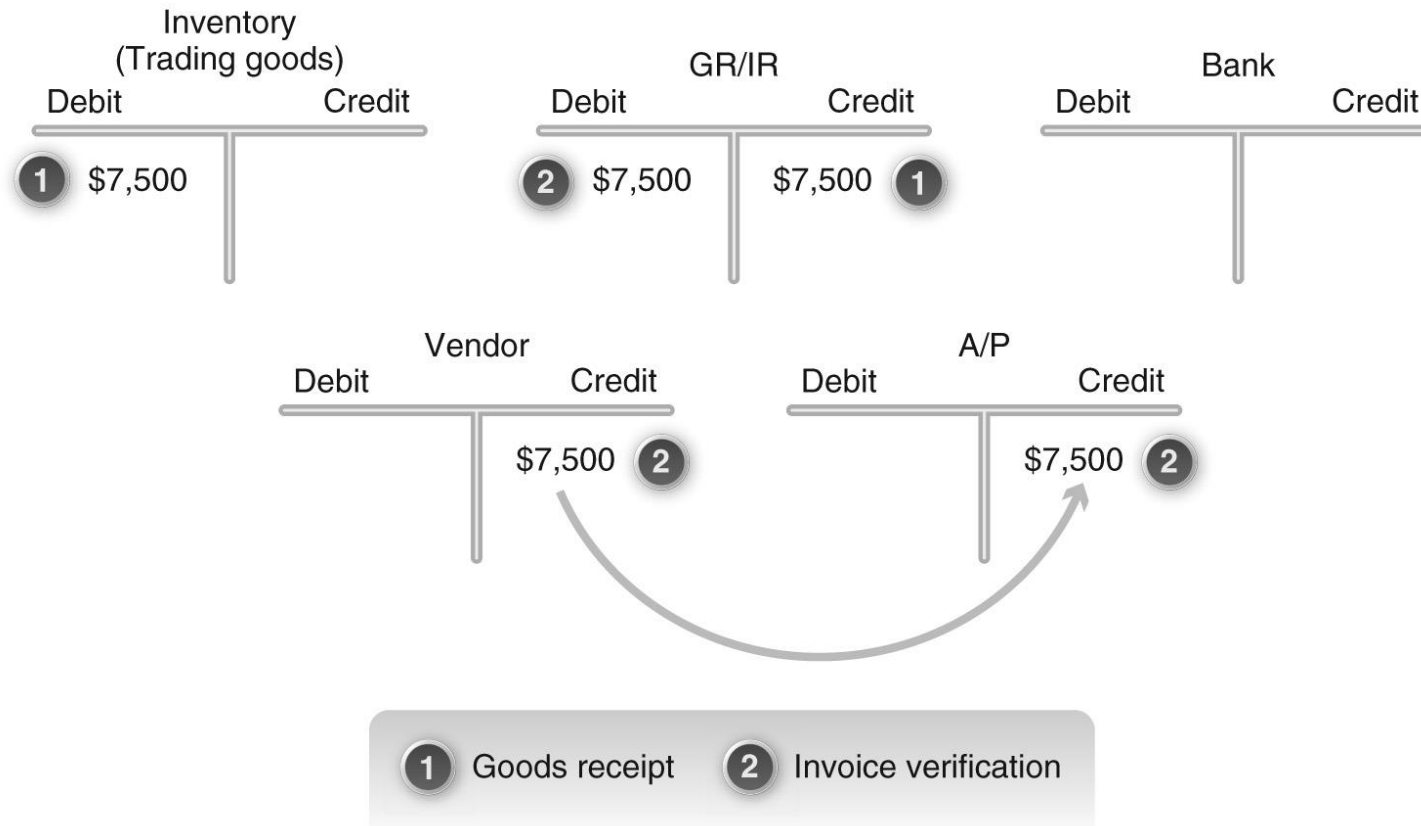 Inventory
(Trading goods)
Debit Credit
1 $7,500
GR/IR
Debit Credit
2 $7,500 $7,500 1
Bank
Debit Credit
Vendor
Debit Credit
$7,500 2
A/P
Debit Credit
$7,500 2
1 Goods receipt 2 Invoice verification